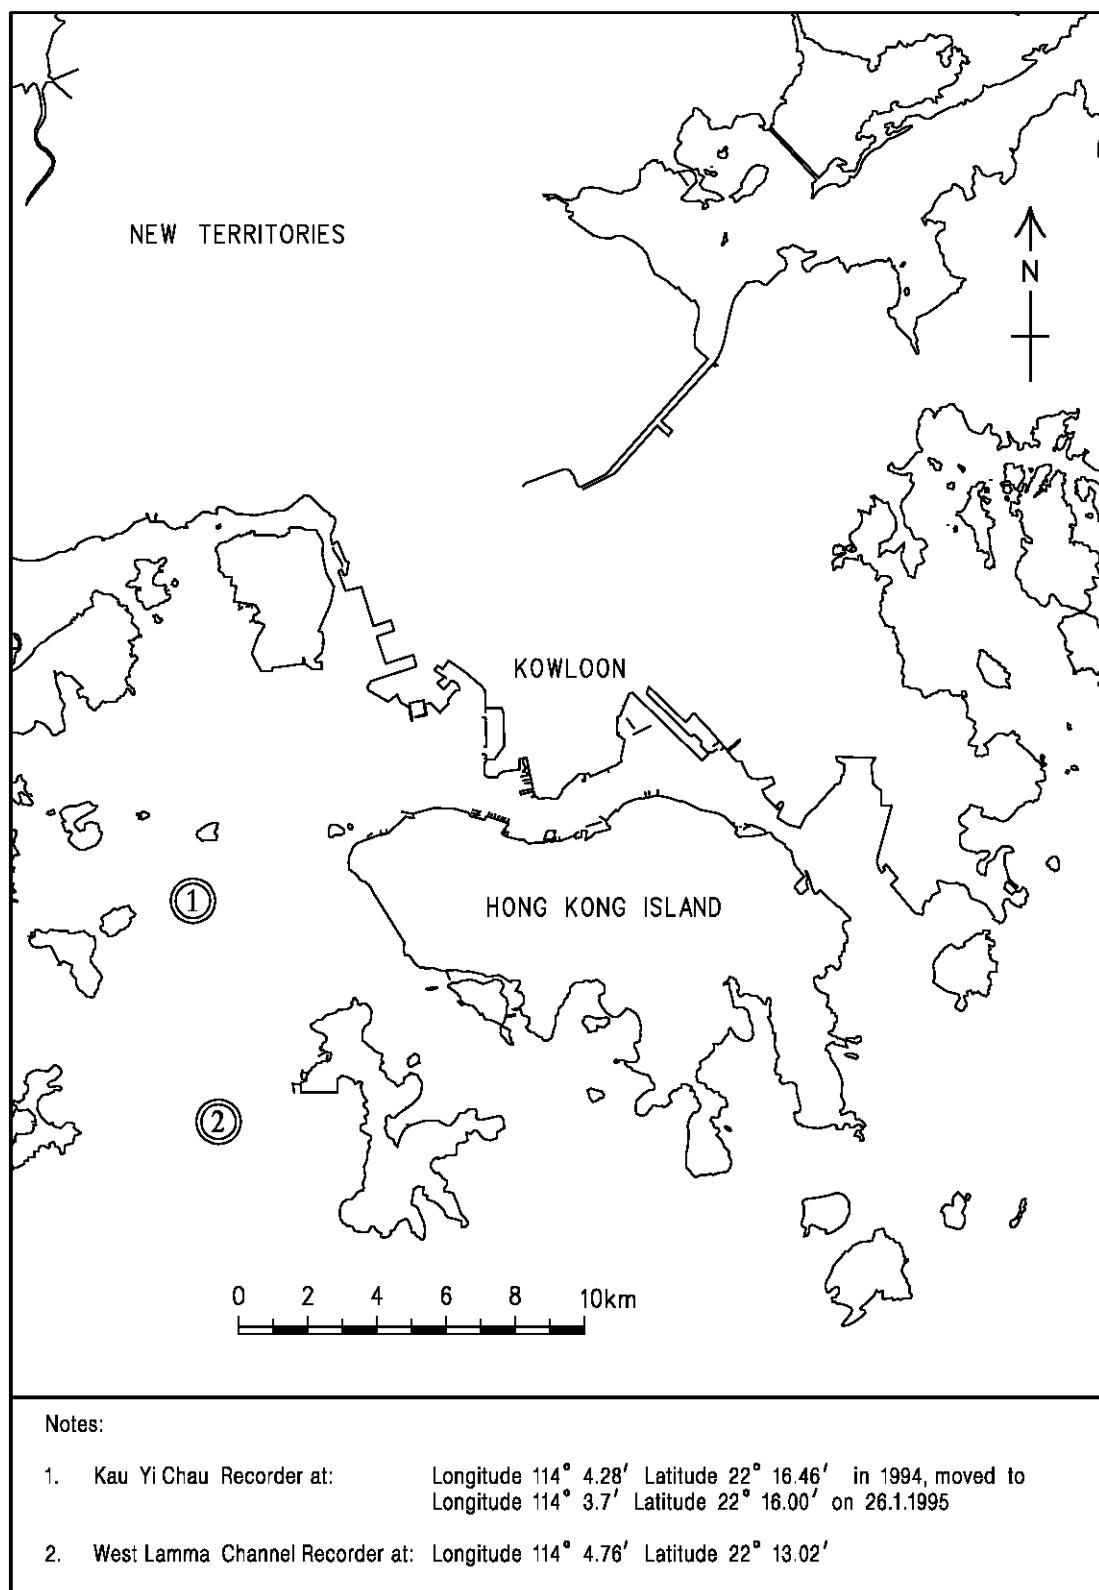 NEW TERRITORIES
N
KOWLOON
1
HONG KONG ISLAND
2
0 2 4 6 8 10km
Notes:
1. Kau Yi Chau Recorder at: Longitude 114° 4.28' Latitude 22° 16.46' in 1994, moved to
Longitude 114° 3.7' Latitude 22° 16.00' on 26.1.1995
2. West Lamma Channel Recorder at: Longitude 114° 4.76' Latitude 22° 13.02'